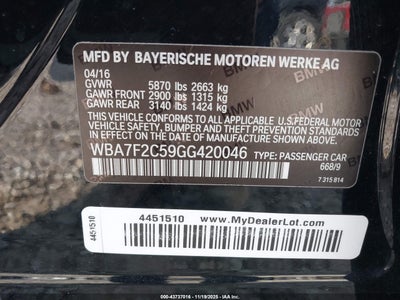 MFD BY BAYERISCHE MOTOREN WERKE AG
04/16
GVWR 5870 lbs 2663 kg
GAWR FRONT 2900 lbs 1315 kg
GAWR REAR 3140 lbs 1424 kg
THIS VEHICLE CONFORMS TO ALL APPLICABLE U.S.FEDERAL MOTOR
VEHICLE SAFETY, BUMPER, AND THEFT PREVENTION STANDARDS IN
EFFECT ON THE DATE OF MANUFACTURE SHOWN ABOVE.
WBA7F2C59GG420046 TYPE: PASSENGER CAR
668/9
7 315 814
4451510
4451510
www.
MyDealerLot.com
000-43737016 — 11/19/2025 — IAAI.COM